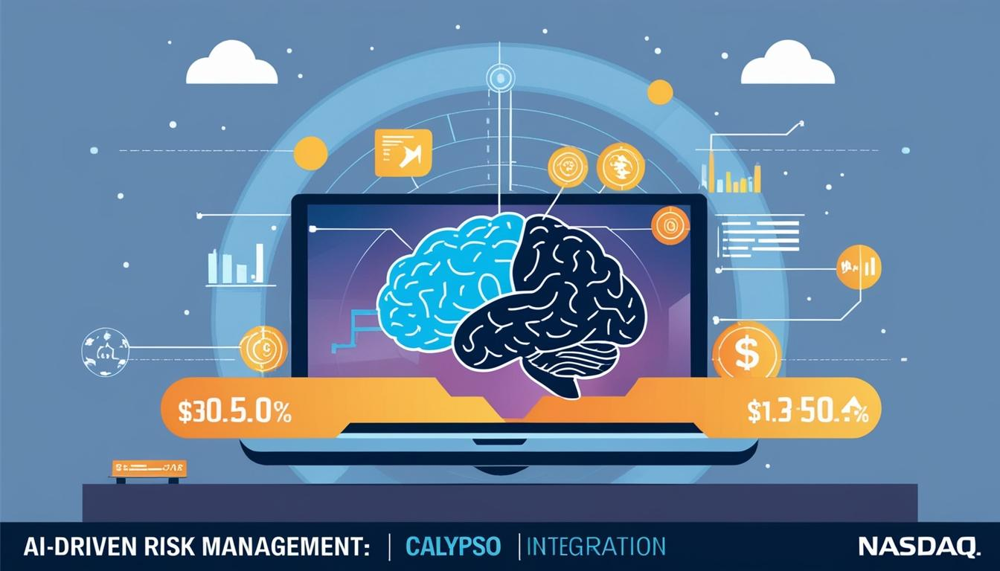 $
$30.5.0%
$1.3-50
AI-DRIVEN RISK MANAGEMENT: | CALYPSO | INTEGRATION
NASDAQ.